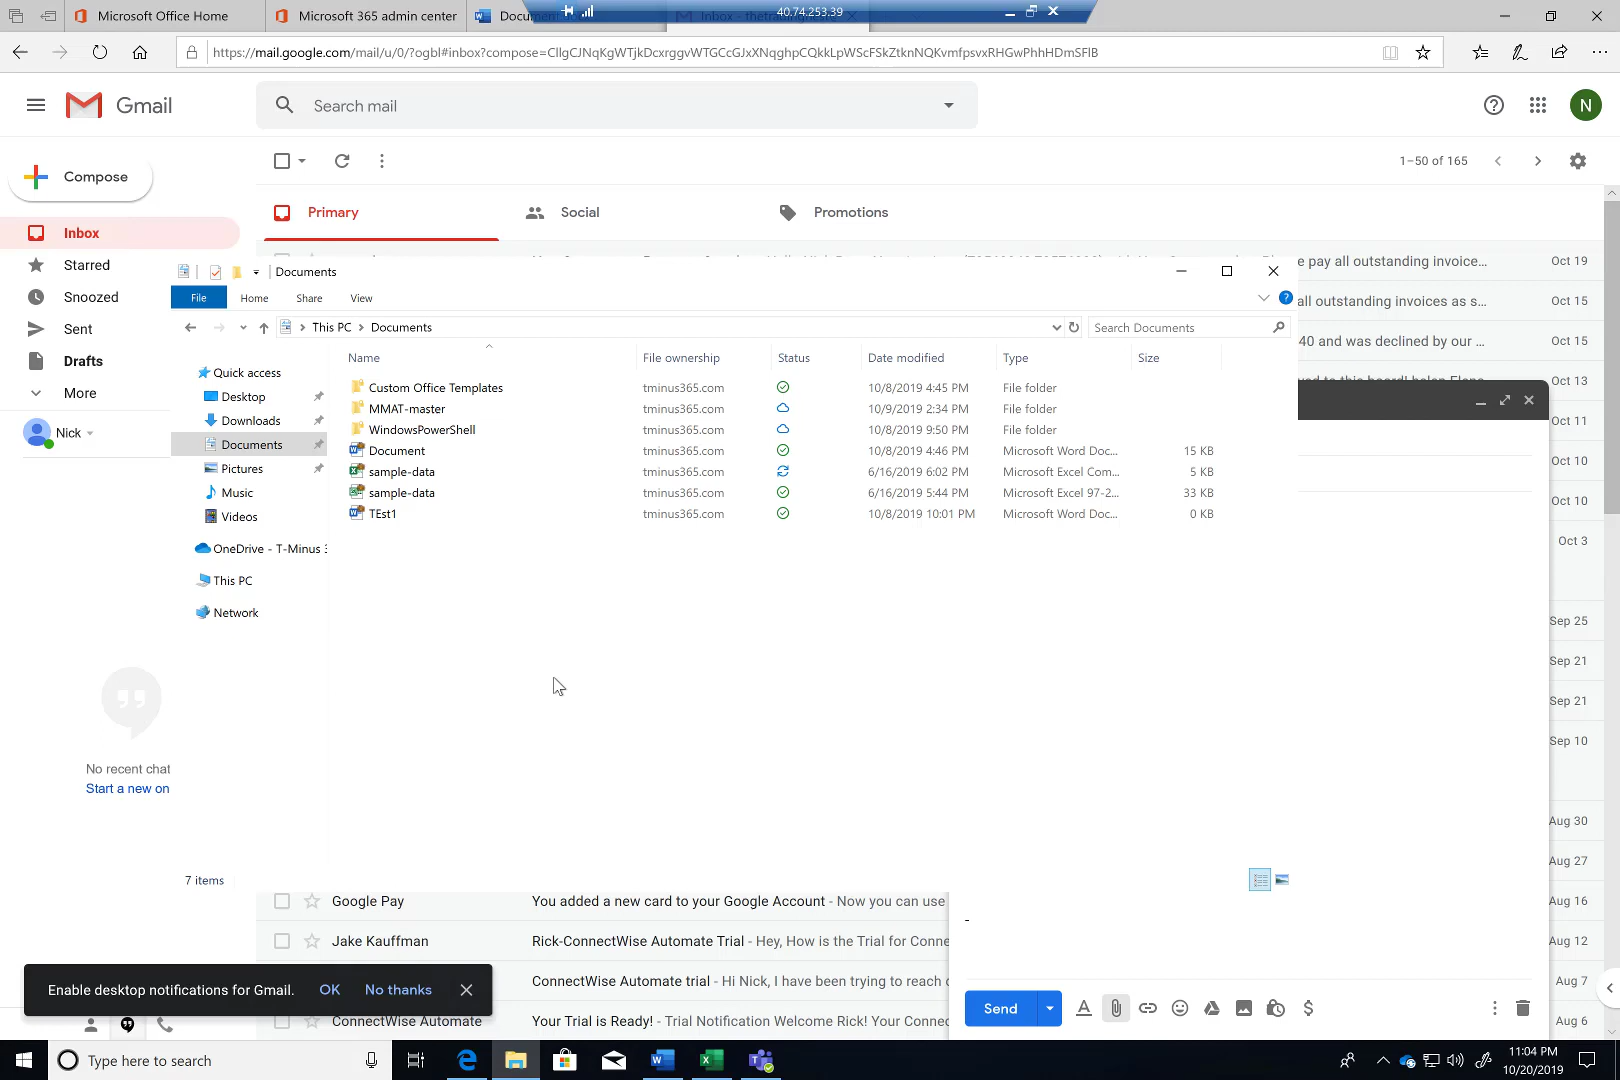 Microsoft Office Home
Microsoft 365 admin center
Document
Inbox - thetradingnerd
40.74.253.39
https://mail.google.com/mail/u/0/?ogbl#inbox?compose=CllgCJNqKgWTjkDcxrggvWTGCcGJxXNqghpCQkkLpWScFSkZtknNQKvmfpsvxRHGwPhhHDmSFlB
Gmail
Search mail
N
Compose
1–50 of 165
Primary
Social
Promotions
Inbox
Starred
Snoozed
Sent
Drafts
More
Nick
e pay all outstanding invoice... Oct 19
all outstanding invoices as s... Oct 15
40 and was declined by our ... Oct 15
Oct 13
Oct 11
Oct 10
Oct 10
Oct 3
Sep 25
Sep 21
Sep 21
Sep 10
Aug 30
Aug 27
Documents
File Home Share View
This PC > Documents
Search Documents
Name File ownership Status Date modified Type Size
Custom Office Templates tminus365.com 10/8/2019 4:45 PM File folder
MMAT-master tminus365.com 10/9/2019 2:34 PM File folder
WindowsPowerShell tminus365.com 10/8/2019 9:50 PM File folder
Document tminus365.com 10/8/2019 4:46 PM Microsoft Word Doc... 15 KB
sample-data tminus365.com 6/16/2019 6:02 PM Microsoft Excel Com... 5 KB
sample-data tminus365.com 6/16/2019 5:44 PM Microsoft Excel 97-2... 33 KB
TEst1 tminus365.com 10/8/2019 10:01 PM Microsoft Word Doc... 0 KB
Quick access
Desktop
Downloads
Documents
Pictures
Music
Videos
OneDrive - T-Minus 3
This PC
Network
7 items
No recent chat
Start a new on
Google Pay You added a new card to your Google Account - Now you can use Aug 16
Jake Kauffman Rick-ConnectWise Automate Trial - Hey, How is the Trial for Conne Aug 12
ConnectWise Automate trial - Hi Nick, I have been trying to reach Aug 7
ConnectWise Automate Your Trial is Ready! - Trial Notification Welcome Rick! Your Conne Aug 6
Enable desktop notifications for Gmail. OK No thanks
-
Send
Type here to search
11:04 PM
10/20/2019